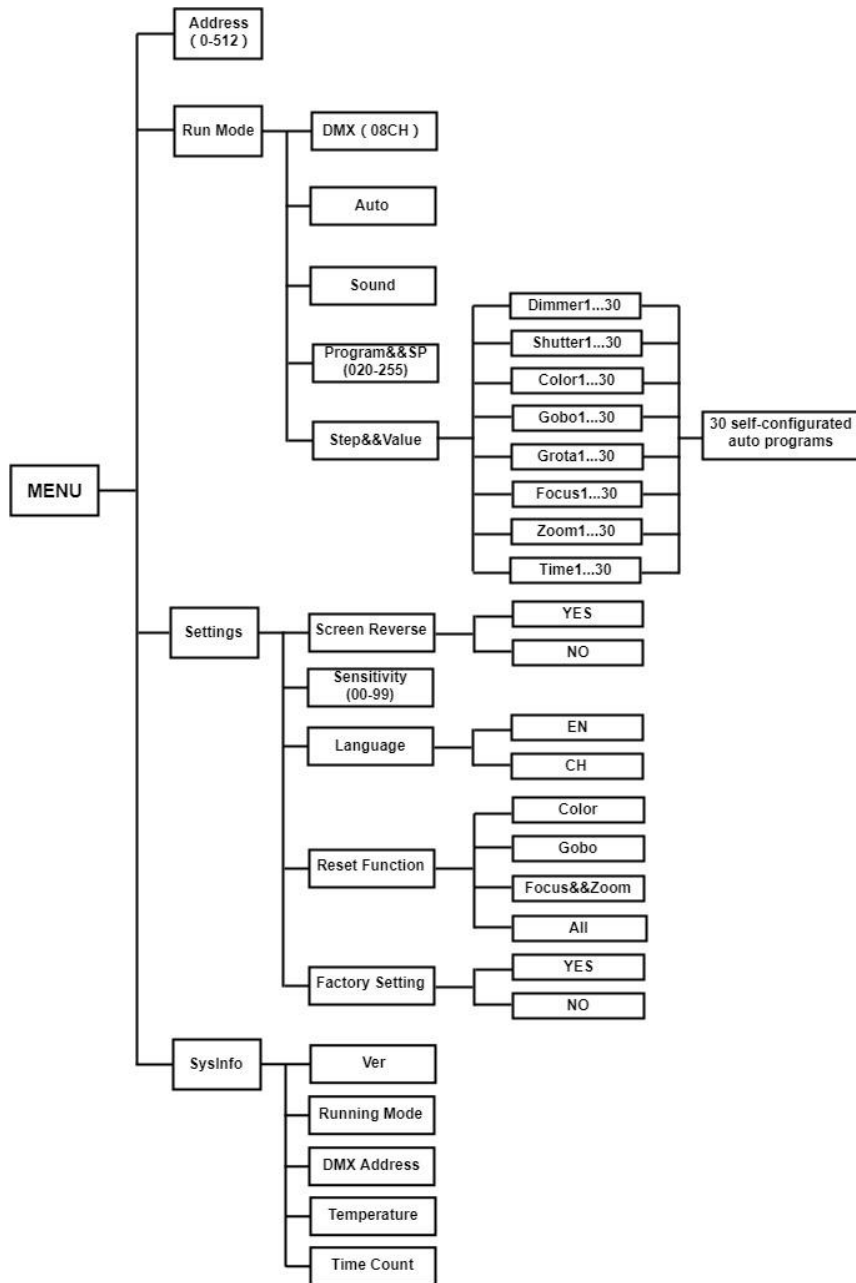 Address
( 0-512 )
Run Mode
DMX ( 08CH )
Auto
Sound
Program&&SP
(020-255)
Step&&Value
Dimmer1...30
Shutter1...30
Color1...30
Gobo1...30
Grota1...30
Focus1...30
Zoom1...30
Time1...30
30 self-configurated
auto programs
MENU
Settings
Screen Reverse
YES
NO
Sensitivity
(00-99)
Language
EN
CH
Reset Function
Color
Gobo
Focus&&Zoom
All
Factory Setting
YES
NO
SysInfo
Ver
Running Mode
DMX Address
Temperature
Time Count